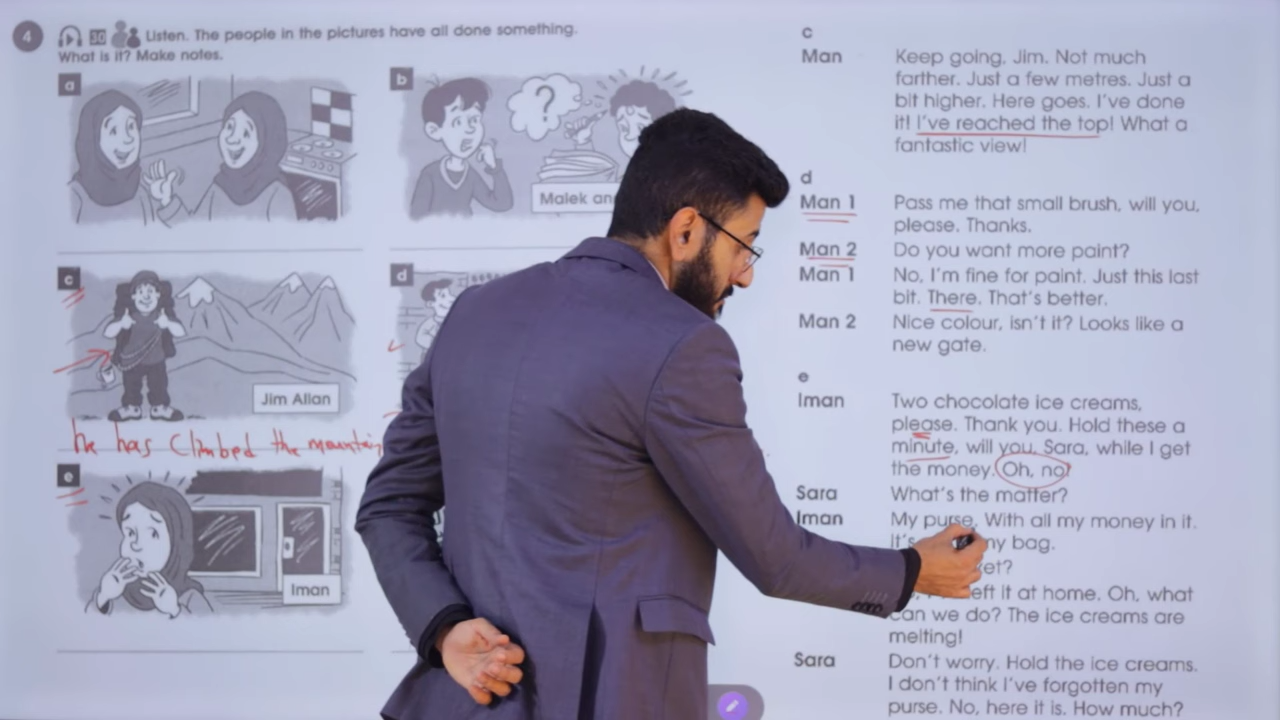 4 30 Listen. The people in the pictures have all done something.
What is it? Make notes.
a
b
?
Malek
c
Jim Allan
he has climbed the mountain
d
e
Iman
c
Man Keep going, Jim. Not much
farther. Just a few metres. Just a
bit higher. Here goes. I've done
it! I've reached the top! What a
fantastic view!
d
Man 1 Pass me that small brush, will you,
please. Thanks.
Man 2 Do you want more paint?
Man 1 No, I'm fine for paint. Just this last
bit. There. That's better.
Man 2 Nice colour, isn't it? Looks like a
new gate.
e
Iman Two chocolate ice creams,
please. Thank you. Hold these a
minute, will you, Sara, while I get
the money. Oh, no!
Sara What's the matter?
Iman My purse. With all my money in it.
It's my bag.
left it at home. Oh, what
can we do? The ice creams are
melting!
Sara Don't worry. Hold the ice creams.
I don't think I've forgotten my
purse. No, here it is. How much?